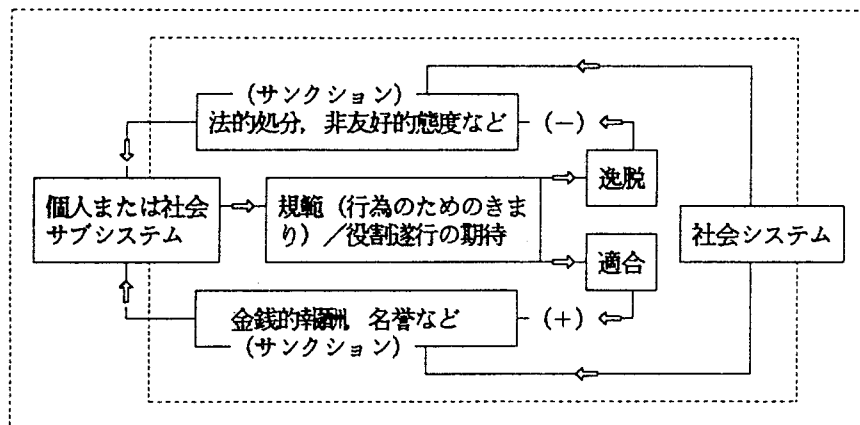 (サンクション)
法的処分,非友好的態度など
(-)
逸脱
個人または社会
サブシステム
規範(行為のためのきま
り)/役割遂行の期待
社会システム
適合
金銭的報酬,名誉など
(+)
(サンクション)